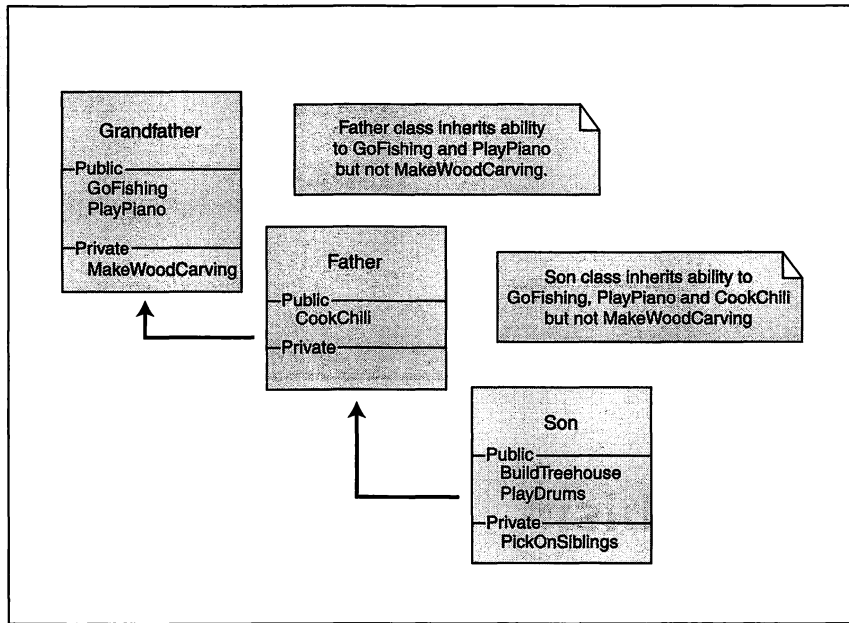 Grandfather
Public
GoFishing
PlayPiano
Private
MakeWoodCarving
Father class inherits ability
to GoFishing and PlayPiano
but not MakeWoodCarving.
Father
Public
CookChili
Private
Son class inherits ability to
GoFishing, PlayPiano and CookChili
but not MakeWoodCarving
Son
Public
BuildTreehouse
PlayDrums
Private
PickOnSiblings